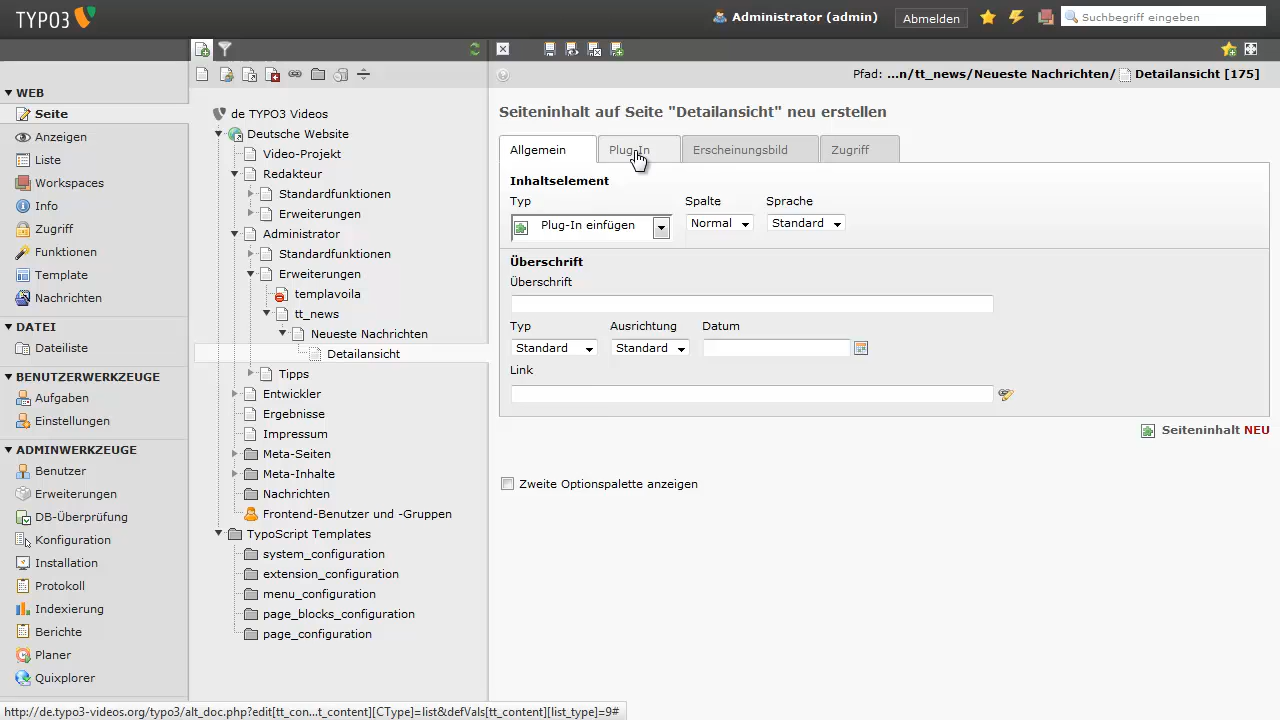 TYPO3
Administrator (admin)
Abmelden
Suchbegriff eingeben
Pfad: ...n/tt_news/Neueste Nachrichten/ Detailansicht [175]
WEB
Seite
Anzeigen
Liste
Workspaces
Info
Zugriff
Funktionen
Template
Nachrichten
DATEI
Dateiliste
BENUTZERWERKZEUGE
Aufgaben
Einstellungen
ADMINWERKZEUGE
Benutzer
Erweiterungen
DB-Überprüfung
Konfiguration
Installation
Protokoll
Indexierung
Berichte
Planer
Quixplorer
de TYPO3 Videos
Deutsche Website
Video-Projekt
Redakteur
Standardfunktionen
Erweiterungen
Administrator
Standardfunktionen
Erweiterungen
templavoila
tt_news
Neueste Nachrichten
Detailansicht
Tipps
Entwickler
Ergebnisse
Impressum
Meta-Seiten
Meta-Inhalte
Nachrichten
Frontend-Benutzer und -Gruppen
TypoScript Templates
system_configuration
extension_configuration
menu_configuration
page_blocks_configuration
page_configuration
Seiteninhalt auf Seite "Detailansicht" neu erstellen
Allgemein Plug-In Erscheinungsbild Zugriff
Inhaltselement
Typ Spalte Sprache
Plug-In einfügen Normal Standard
Überschrift
Überschrift
Typ Ausrichtung Datum
Standard Standard
Link
Seiteninhalt NEU
Zweite Optionspalette anzeigen
http://de.typo3-videos.org/typo3/alt_doc.php?edit[tt_con...t_content][CType]=list&defVals[tt_content][list_type]=9#